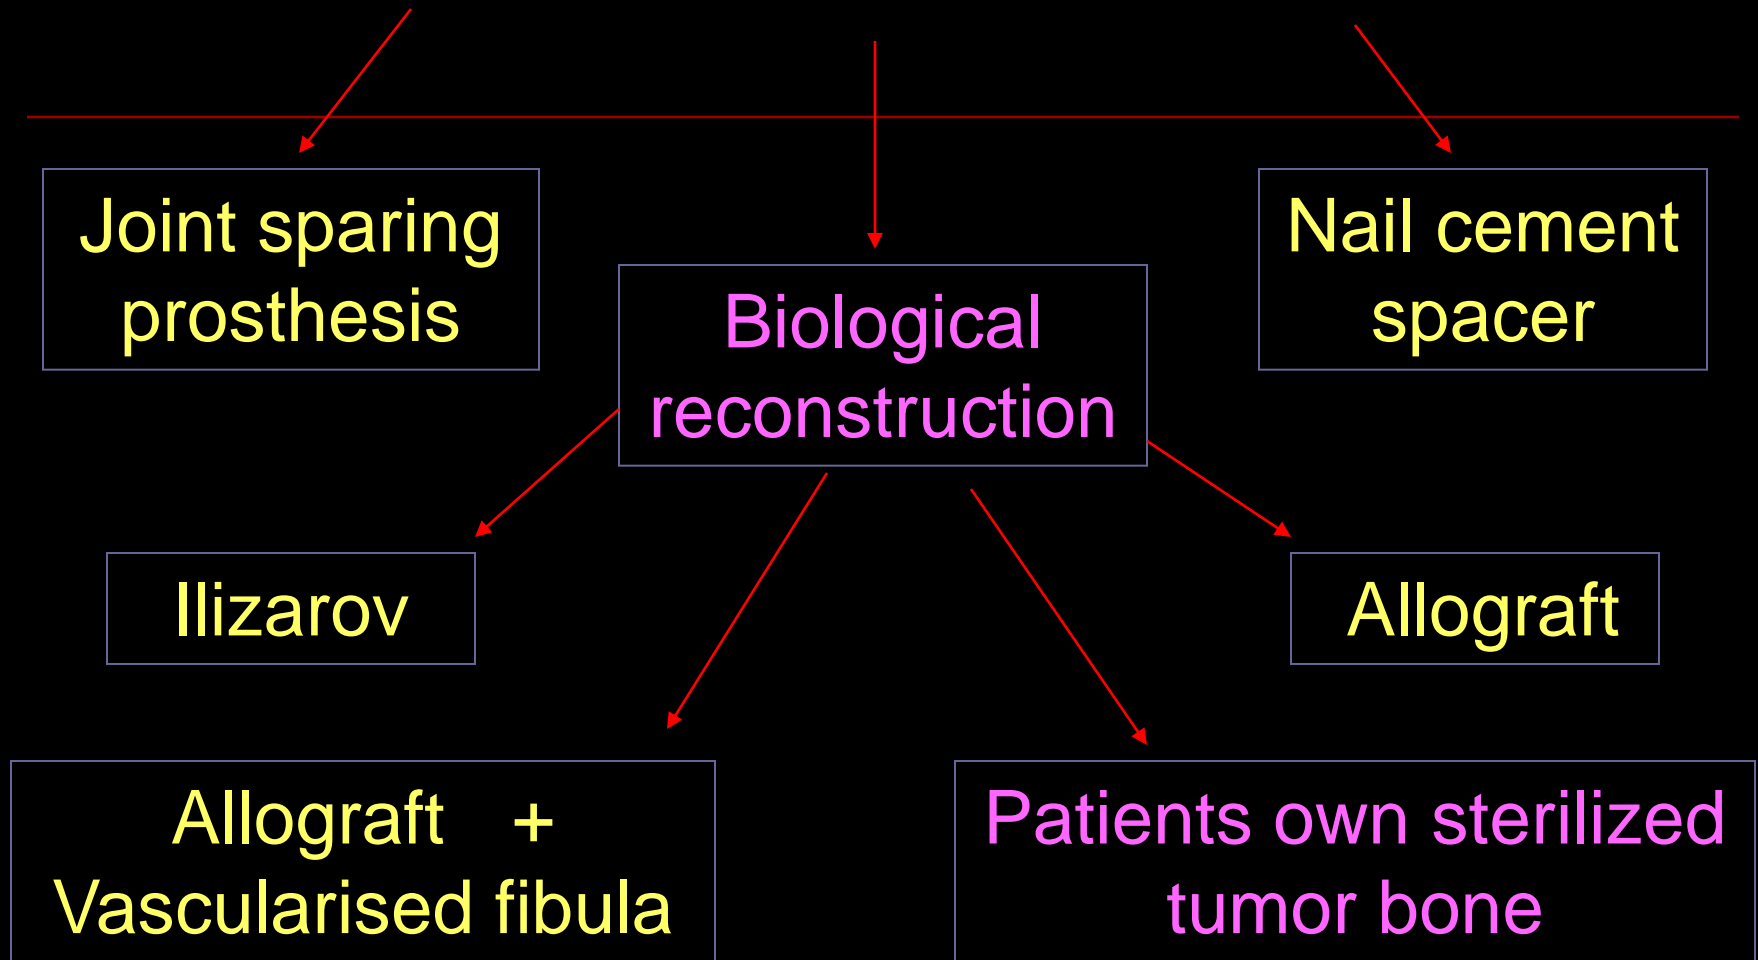 Joint sparing
prosthesis
Biological
reconstruction
Nail cement
spacer
Ilizarov
Allograft
Allograft +
Vascularised fibula
Patients own sterilized
tumor bone